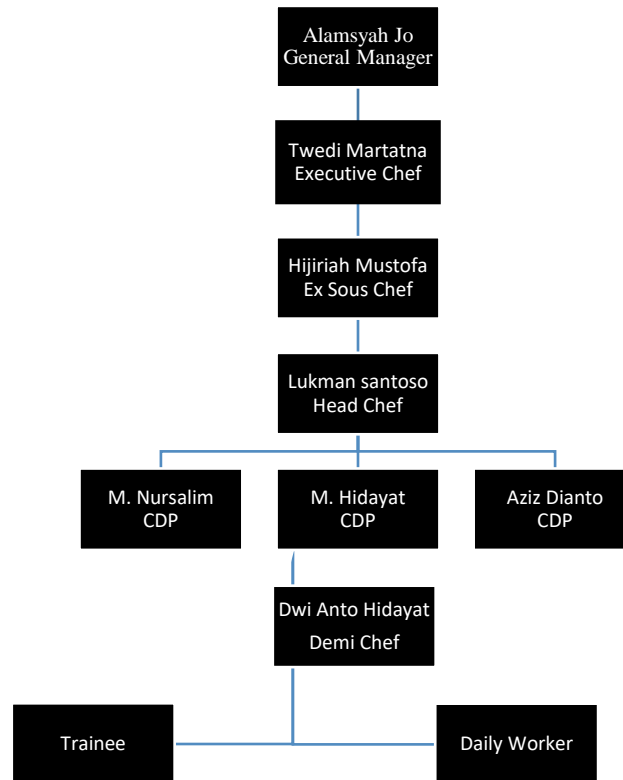 Alamsyah Jo
General Manager
Twedi Martatna
Executive Chef
Hijiriah Mustofa
Ex Sous Chef
Lukman santoso
Head Chef
M. Nursalim
CDP
M. Hidayat
CDP
Aziz Dianto
CDP
Dwi Anto Hidayat
Demi Chef
Trainee
Daily Worker